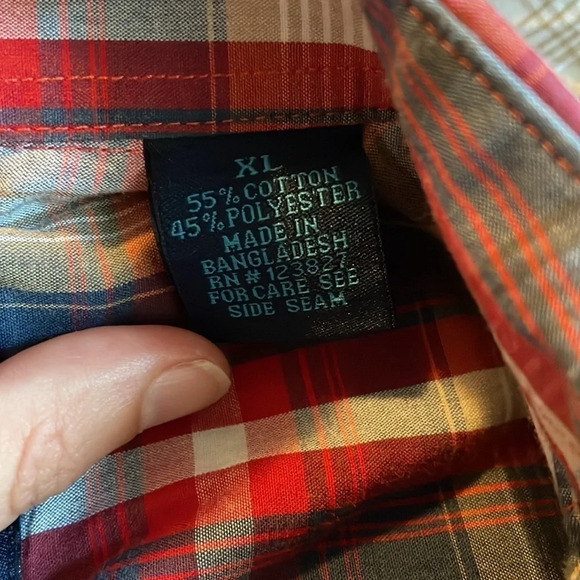 XL
55% COTTON
45% POLYESTER
MADE IN
BANGLADESH
RN# 123827
FOR CARE SEE
SIDE SEAM